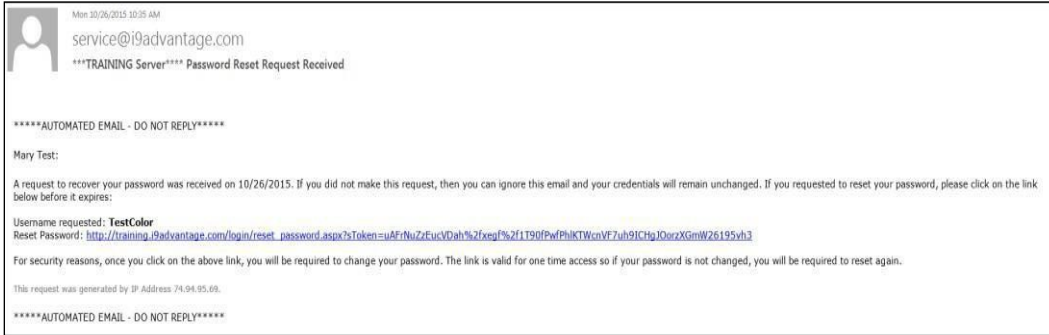 Mon 10/26/2015 10:35 AM
service@i9advantage.com
***TRAINING Server**** Password Reset Request Received
*****AUTOMATED EMAIL - DO NOT REPLY*****
Mary Test:
A request to recover your password was received on 10/26/2015. If you did not make this request, then you can ignore this email and your credentials will remain unchanged. If you requested to reset your password, please click on the link
below before it expires:
Username requested: TestColor
Reset Password: http://training.i9advantage.com/login/reset_password.aspx?sToken=uAFrNuZzEucVDah%2fxegf%2f1T90fPwfPhlKTWcnVF7uh9ICHgJOorzXGmW26195vh3
For security reasons, once you click on the above link, you will be required to change your password. The link is valid for one time access so if your password is not changed, you will be required to reset again.
This request was generated by IP Address 74.94.95.69.
*****AUTOMATED EMAIL - DO NOT REPLY*****